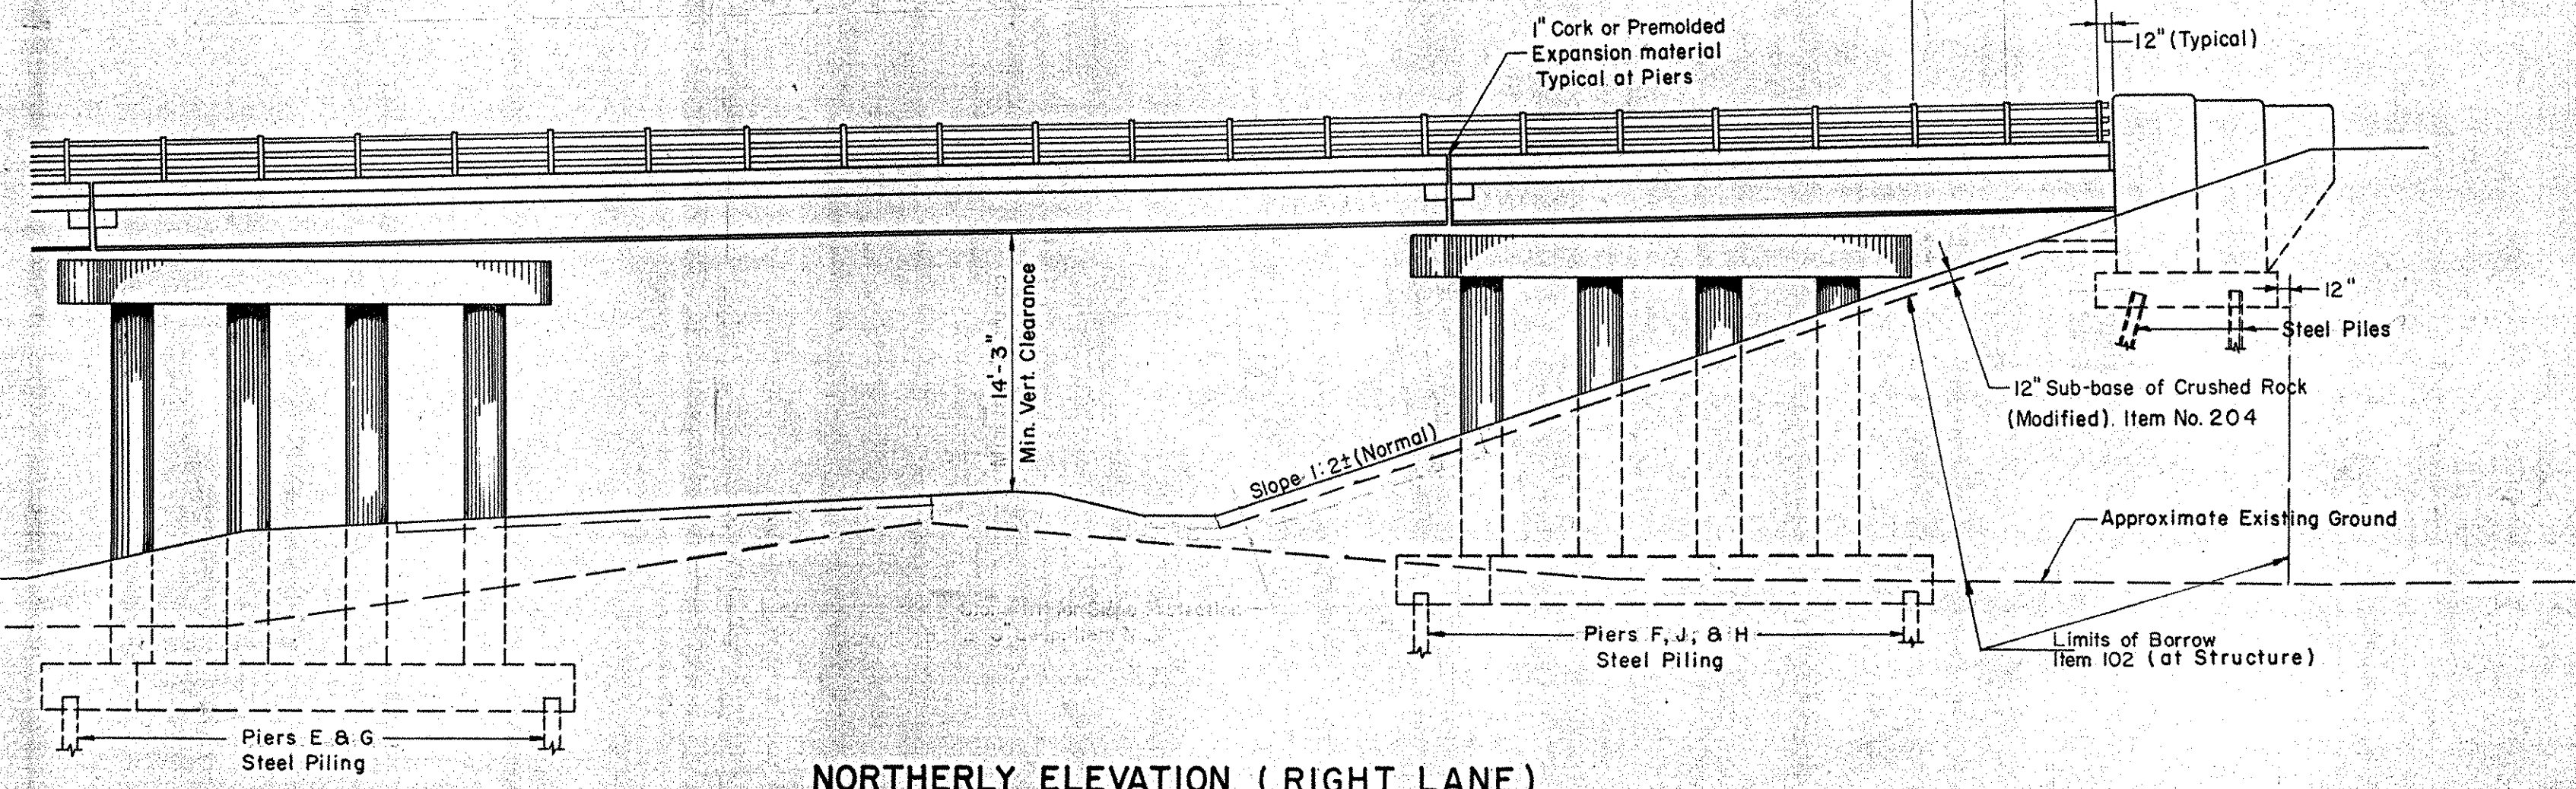 1" Cork or Premolded
Expansion material
Typical at Piers
12" (Typical)
14'-3"
Min. Vert. Clearance
Slope 1:2± (Normal)
12"
Steel Piles
12" Sub-base of Crushed Rock
(Modified). Item No. 204
Approximate Existing Ground
Piers F, J, & H
Steel Piling
Limits of Borrow
Item 102 (at Structure)
Piers E & G
Steel Piling
NORTHERLY ELEVATION (RIGHT LANE)